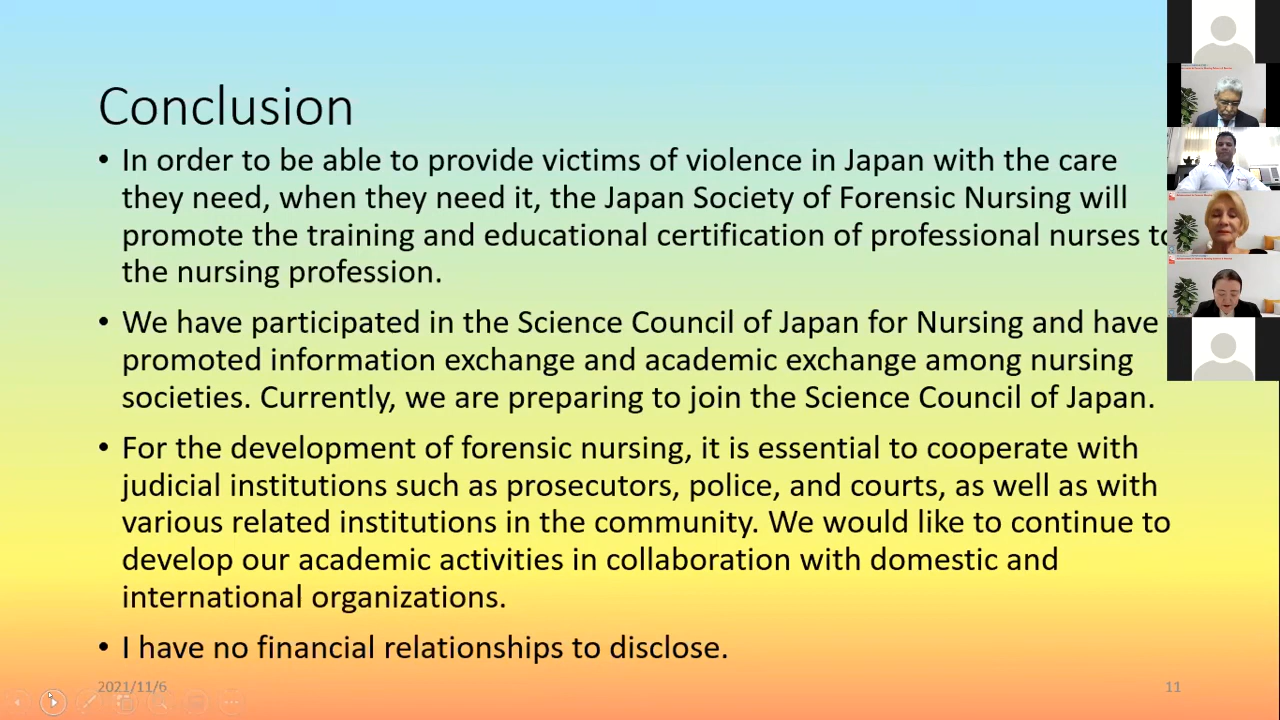 Conclusion
• In order to be able to provide victims of violence in Japan with the care
they need, when they need it, the Japan Society of Forensic Nursing will
promote the training and educational certification of professional nurses to
the nursing profession.
• We have participated in the Science Council of Japan for Nursing and have
promoted information exchange and academic exchange among nursing
societies. Currently, we are preparing to join the Science Council of Japan.
• For the development of forensic nursing, it is essential to cooperate with
judicial institutions such as prosecutors, police, and courts, as well as with
various related institutions in the community. We would like to continue to
develop our academic activities in collaboration with domestic and
international organizations.
• I have no financial relationships to disclose.
2021/11/6
11